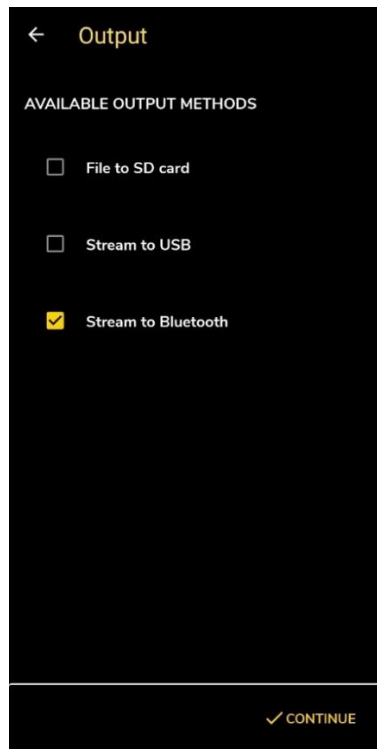 Output
AVAILABLE OUTPUT METHODS
File to SD card
Stream to USB
Stream to Bluetooth
CONTINUE